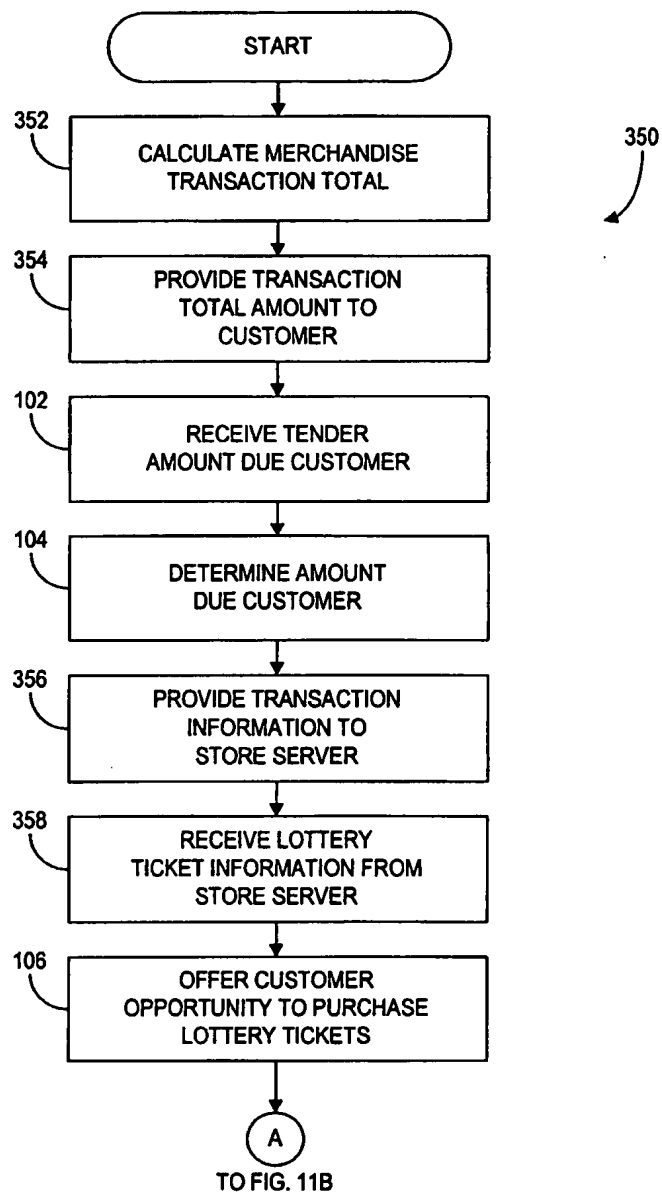 START
352
CALCULATE MERCHANDISE
TRANSACTION TOTAL
350
354
PROVIDE TRANSACTION
TOTAL AMOUNT TO
CUSTOMER
102
RECEIVE TENDER
AMOUNT DUE CUSTOMER
104
DETERMINE AMOUNT
DUE CUSTOMER
356
PROVIDE TRANSACTION
INFORMATION TO
STORE SERVER
358
RECEIVE LOTTERY
TICKET INFORMATION FROM
STORE SERVER
106
OFFER CUSTOMER
OPPORTUNITY TO PURCHASE
LOTTERY TICKETS
A
TO FIG. 11B